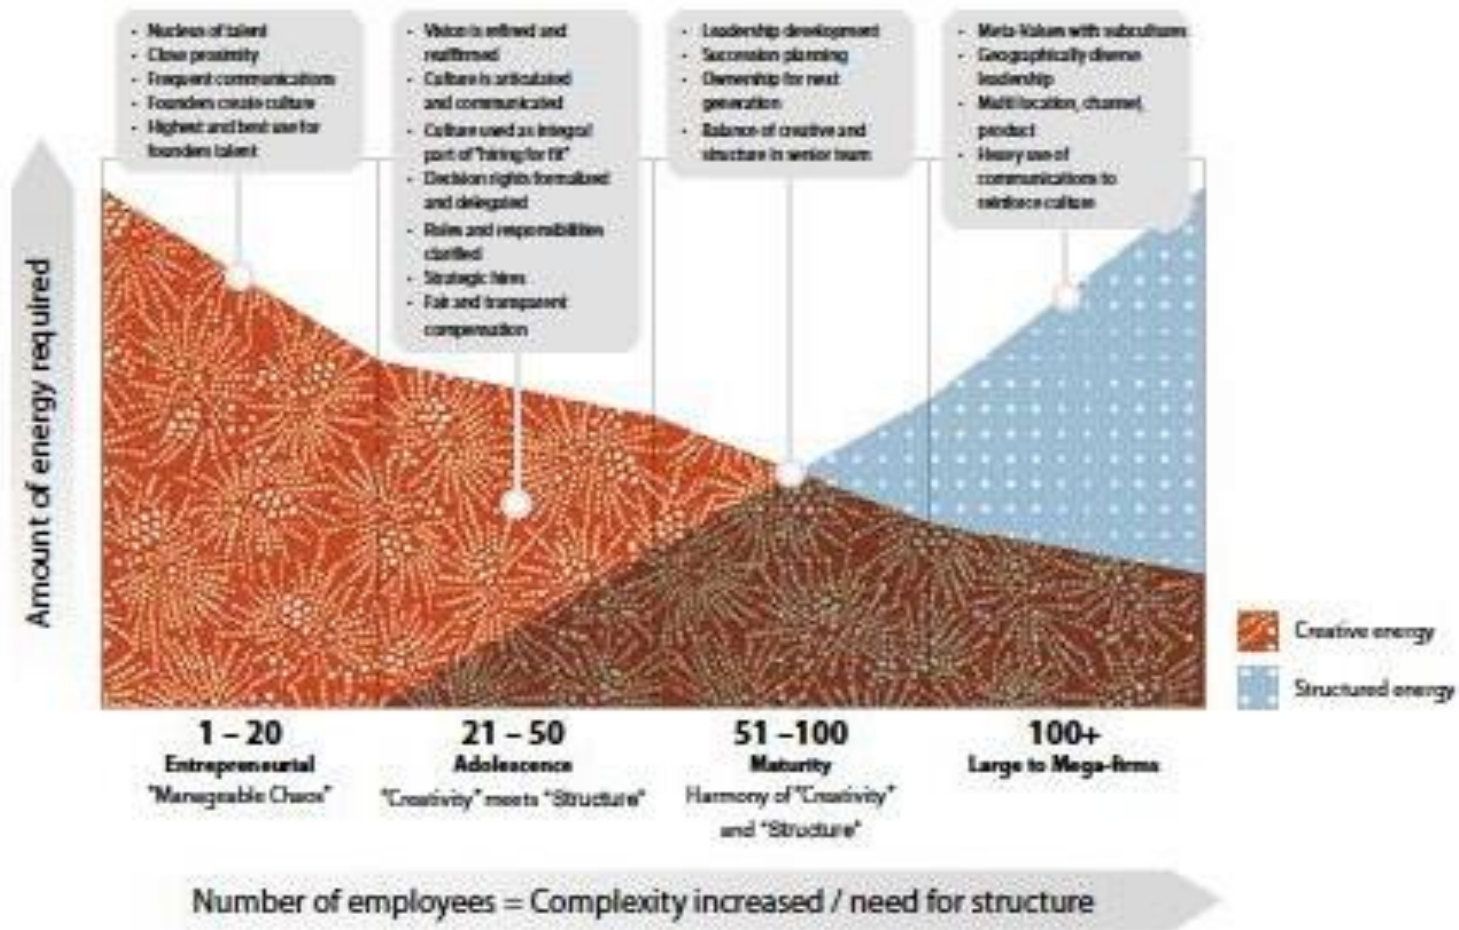 • Nucleus of talent
• Close proximity
• Frequent communications
• Founders create culture
• Highest and best use for
founders talent
• Vision is refined and
reaffirmed
• Culture is articulated
and communicated
• Culture used as integral
part of "hiring for fit"
• Decision rights formalized
and delegated
• Roles and responsibilities
clarified
• Strategic hires
• Fair and transparent
compensation
• Leadership development
• Succession planning
• Ownership for next
generation
• Balance of creative and
structure in senior team
• Meta-Values with subcultures
• Geographically diverse
leadership
• Multi location, channel,
product
• Heavy use of
communications to
reinforce culture
Amount of energy required
Creative energy
Structured energy
1 – 20
Entrepreneurial
"Manageable Chaos"
21 – 50
Adolescence
"Creativity" meets "Structure"
51 –100
Maturity
Harmony of "Creativity"
and "Structure"
100+
Large to Mega-firms
Number of employees = Complexity increased / need for structure